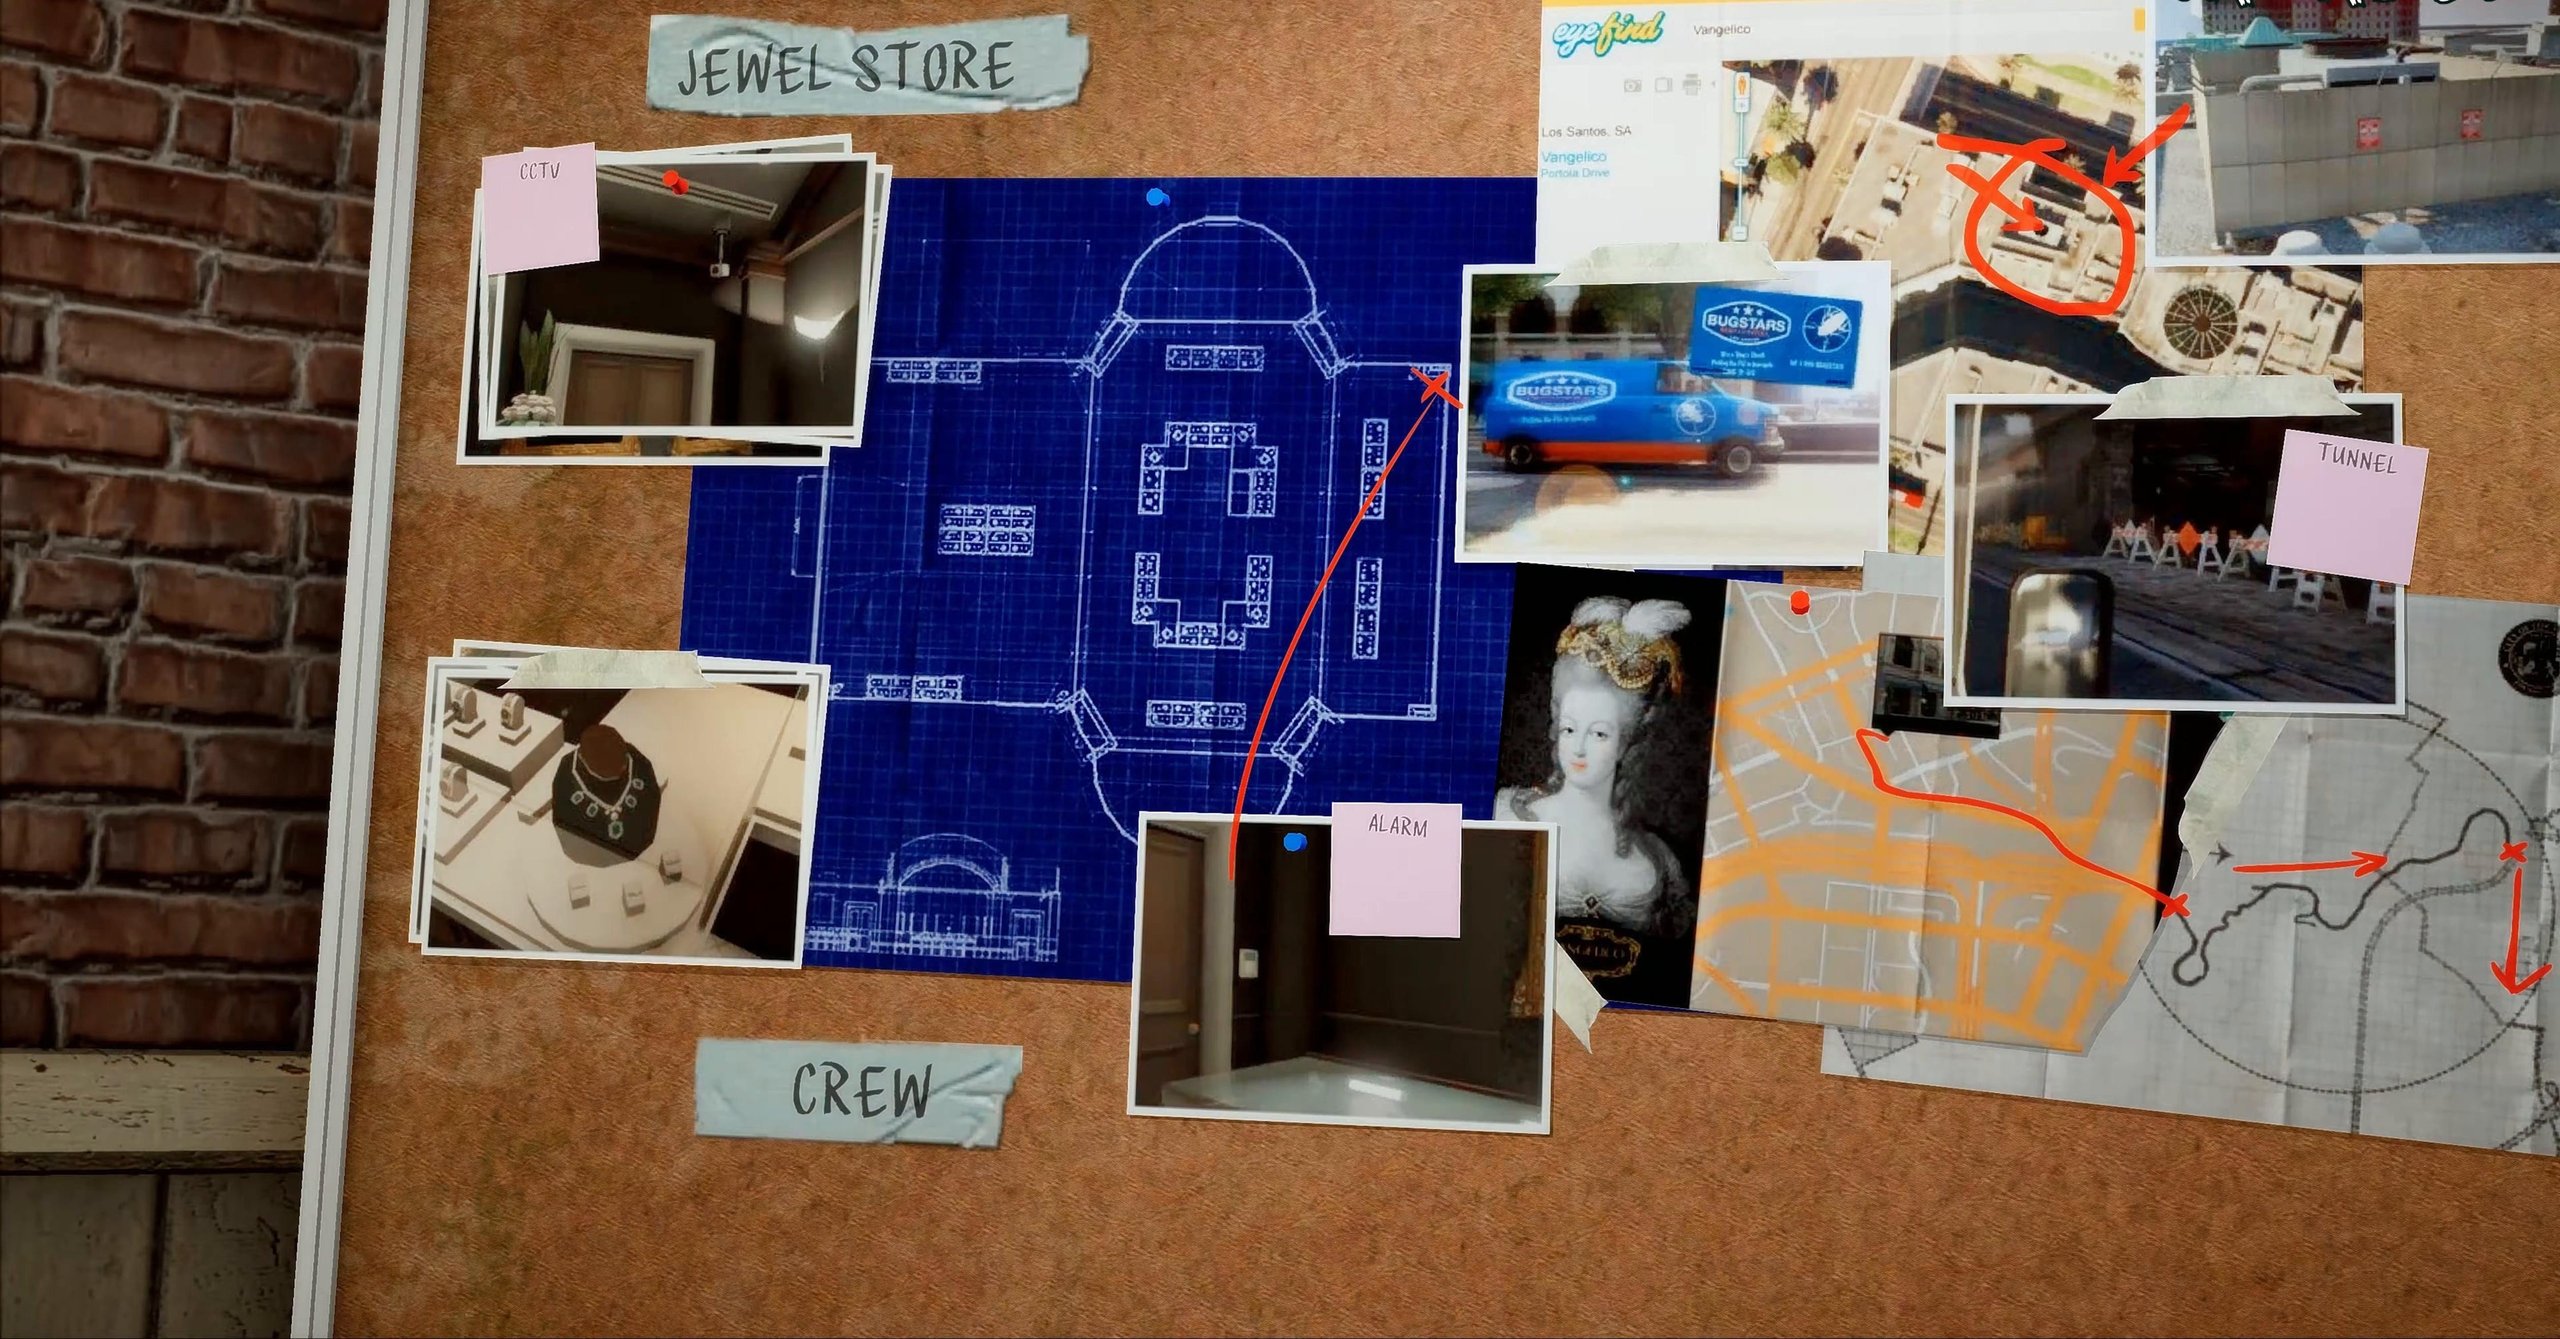 JEWEL STORE
CCTV
eyefind
Vangelico
Los Santos, SA
Vangelico
Portola Drive
BUGSTARS
BUGSTARS
TUNNEL
ALARM
CREW